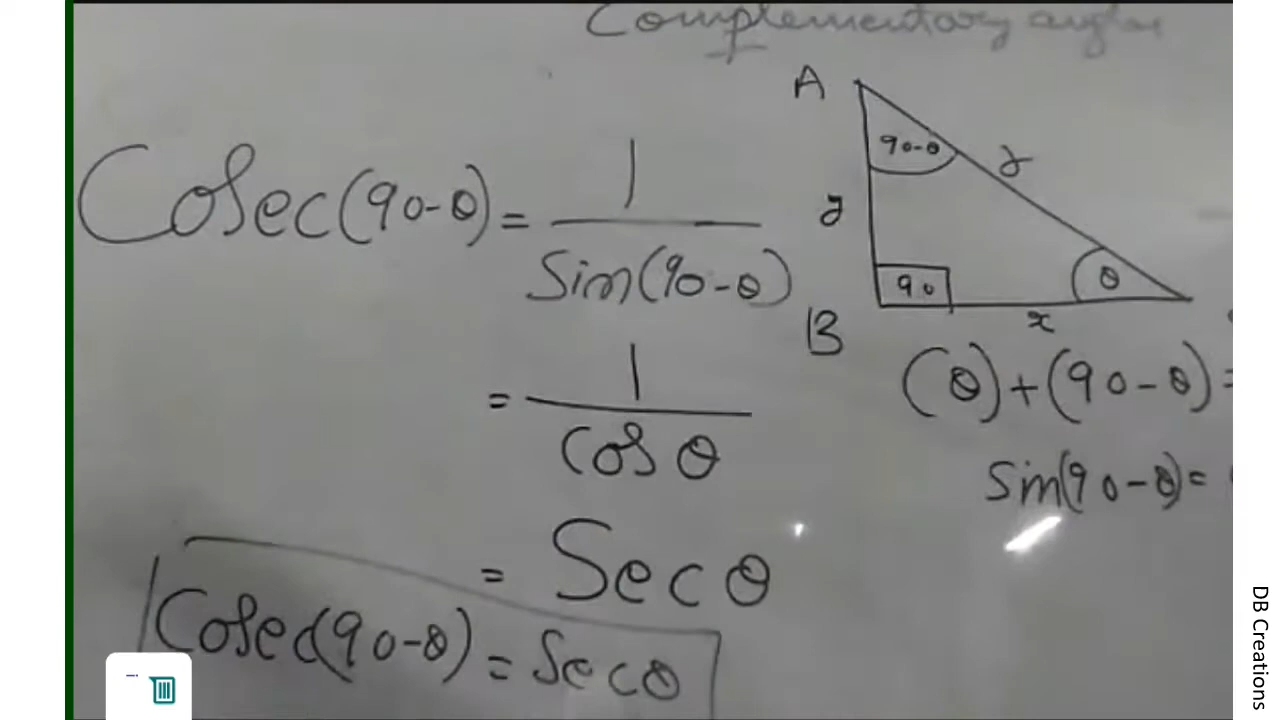 Complementary angles
Cosec(90-θ) = 1
Sin(90-θ)
= 1
Cos θ
= Sec θ
Cosec(90-θ) = Sec θ
A
90-θ
r
y
90
θ
B
x
(θ)+(90-θ)=
Sin(90-θ)=
DB Creations